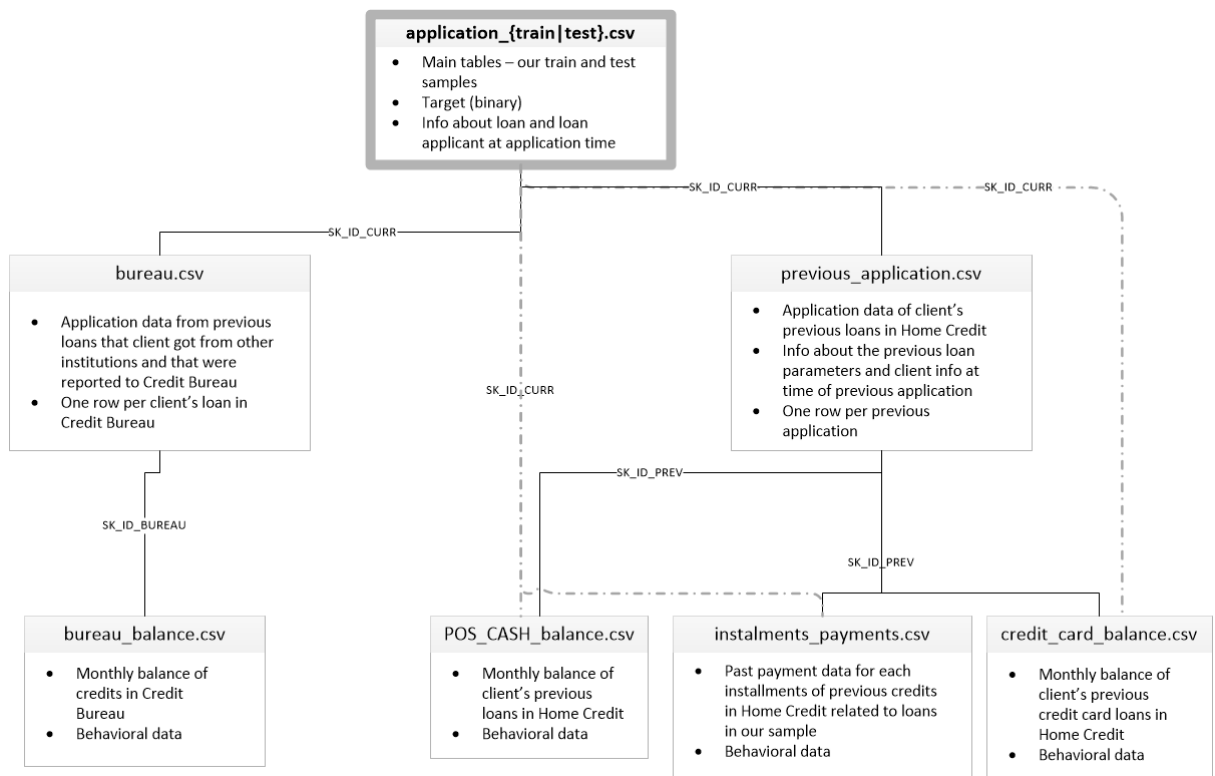 application_{train|test}.csv
• Main tables – our train and test
samples
• Target (binary)
• Info about loan and loan
applicant at application time
SK_ID_CURR
SK_ID_CURR
SK_ID_CURR
bureau.csv
• Application data from previous
loans that client got from other
institutions and that were
reported to Credit Bureau
• One row per client's loan in
Credit Bureau
previous_application.csv
• Application data of client's
previous loans in Home Credit
• Info about the previous loan
parameters and client info at
time of previous application
• One row per previous
application
SK_ID_CURR
SK_ID_PREV
SK_ID_BUREAU
SK_ID_PREV
bureau_balance.csv
• Monthly balance of
credits in Credit
Bureau
• Behavioral data
POS_CASH_balance.csv
• Monthly balance of
client's previous
loans in Home Credit
• Behavioral data
instalments_payments.csv
• Past payment data for each
installments of previous credits
in Home Credit related to loans
in our sample
• Behavioral data
credit_card_balance.csv
• Monthly balance of
client's previous
credit card loans in
Home Credit
• Behavioral data